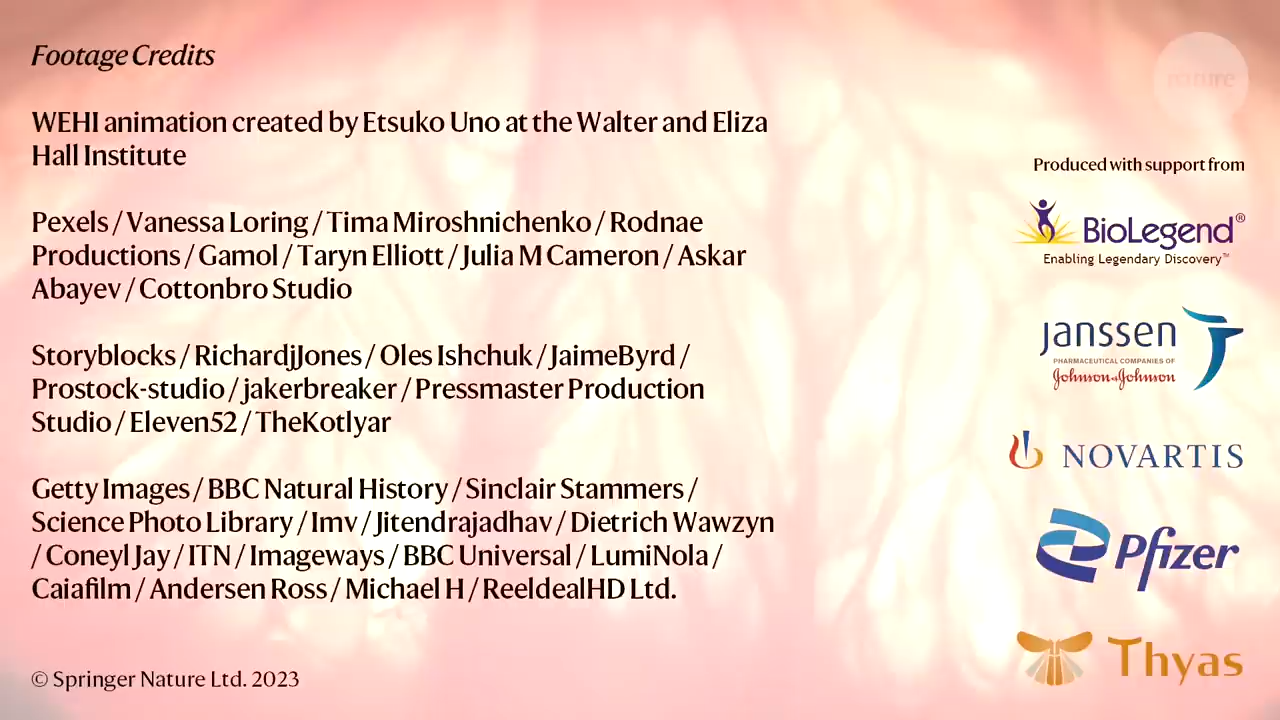 Footage Credits
WEHI animation created by Etsuko Uno at the Walter and Eliza
Hall Institute
Pexels / Vanessa Loring / Tima Miroshnichenko / Rodnae
Productions / Gamol / Taryn Elliott / Julia M Cameron / Askar
Abayev / Cottonbro Studio
Storyblocks / RichardjJones / Oles Ishchuk / JaimeByrd /
Prostock-studio / jakerbreaker / Pressmaster Production
Studio / Eleven52 / TheKotlyar
Getty Images / BBC Natural History / Sinclair Stammers /
Science Photo Library / Imv / Jitendrajadhav / Dietrich Wawzyn
/ Coneyl Jay / ITN / Imageways / BBC Universal / LumiNola /
Caiafilm / Andersen Ross / Michael H / ReeldealHD Ltd.
© Springer Nature Ltd. 2023
nature
Produced with support from
BioLegend®
Enabling Legendary Discovery™
janssen
PHARMACEUTICAL COMPANIES OF
Johnson & Johnson
NOVARTIS
Pfizer
Thyas